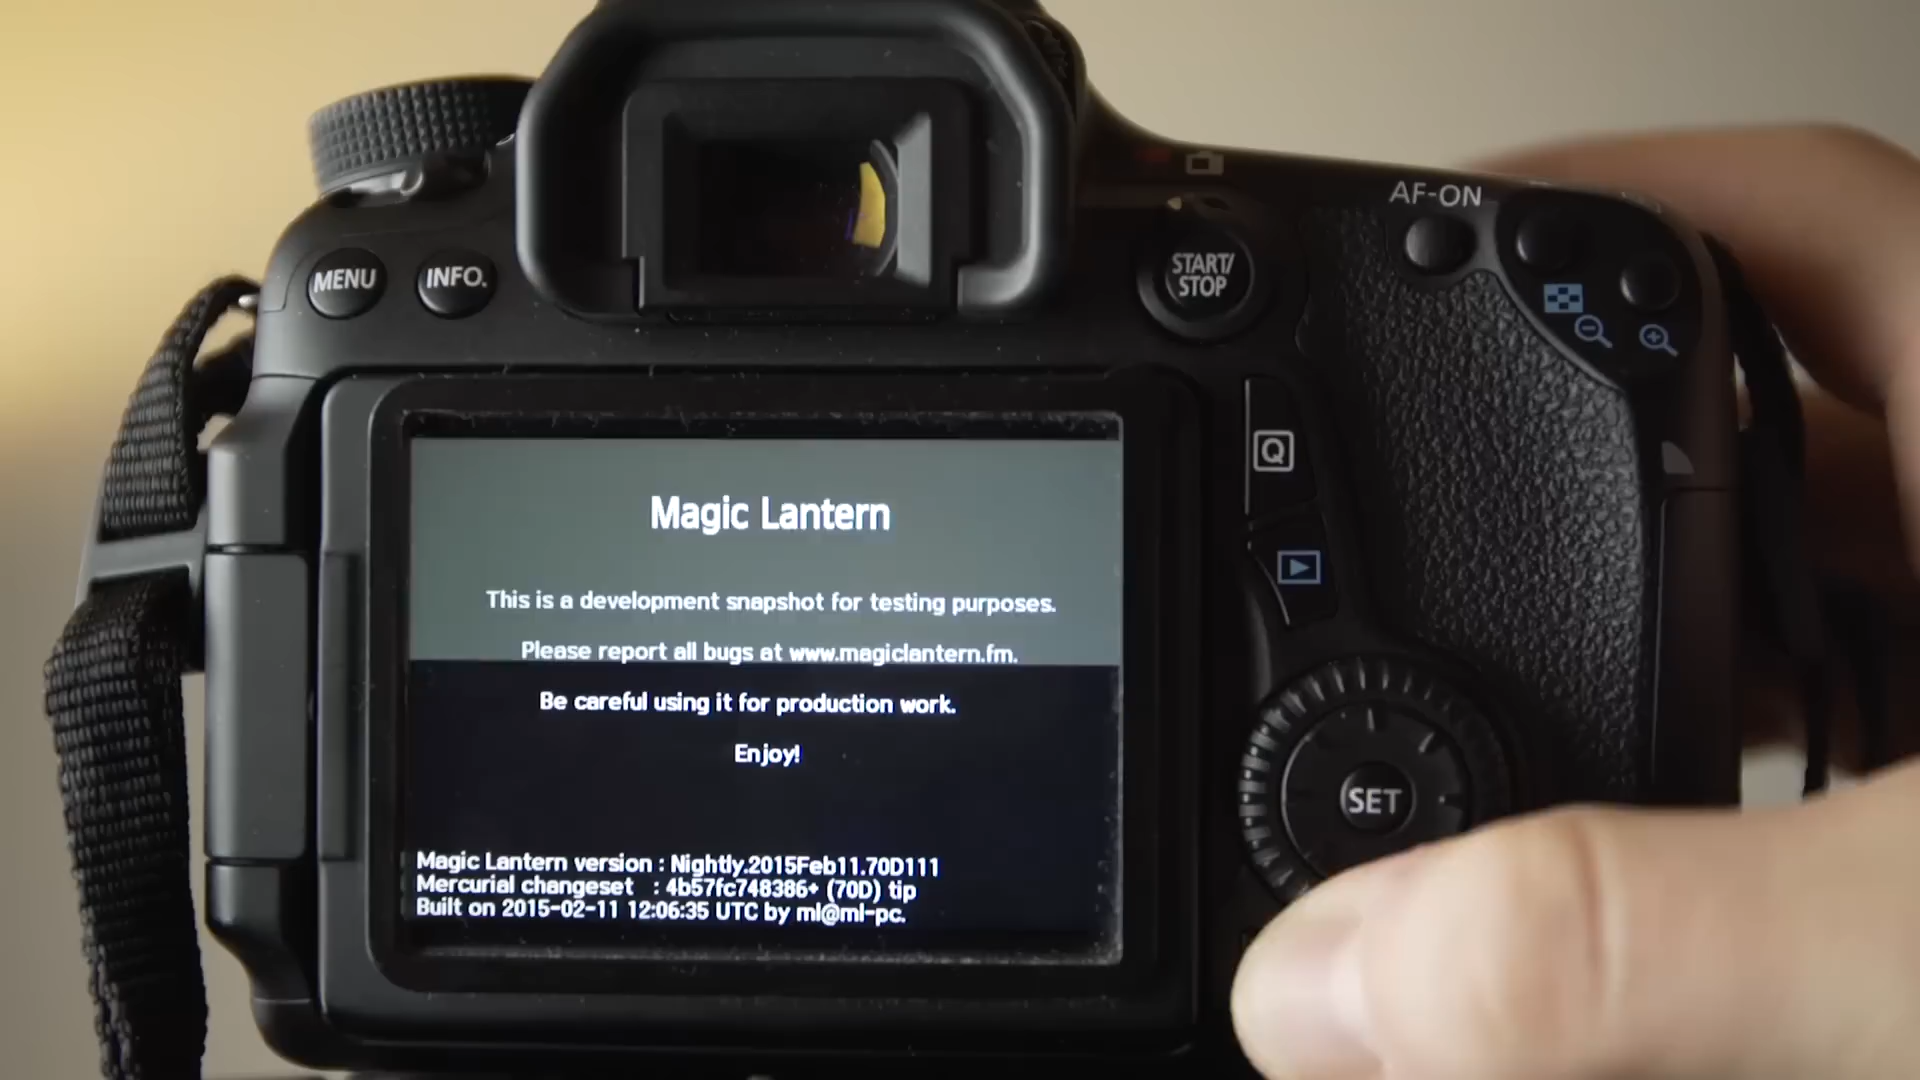 AF-ON
MENU
INFO.
START/
STOP
Q
Magic Lantern
This is a development snapshot for testing purposes.
Please report all bugs at www.magiclantern.fm.
Be careful using it for production work.
Enjoy!
SET
Magic Lantern version : Nightly.2015Feb11.70D111
Mercurial changeset : 4b57fc748386+ (70D) tip
Built on 2015-02-11 12:06:35 UTC by ml@ml-pc.